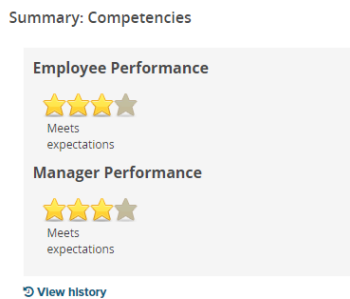 Summary: Competencies
Employee Performance
Meets
expectations
Manager Performance
Meets
expectations
View history